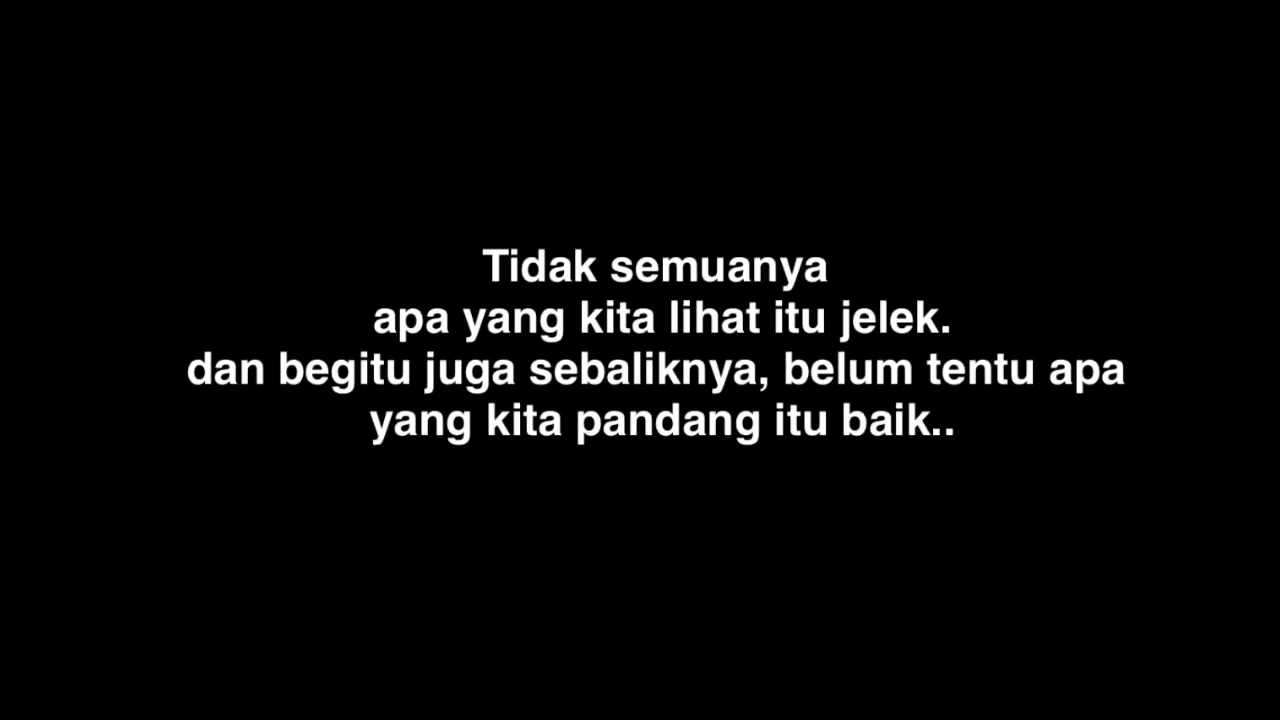 Tidak semuanya
apa yang kita lihat itu jelek.
dan begitu juga sebaliknya, belum tentu apa
yang kita pandang itu baik..